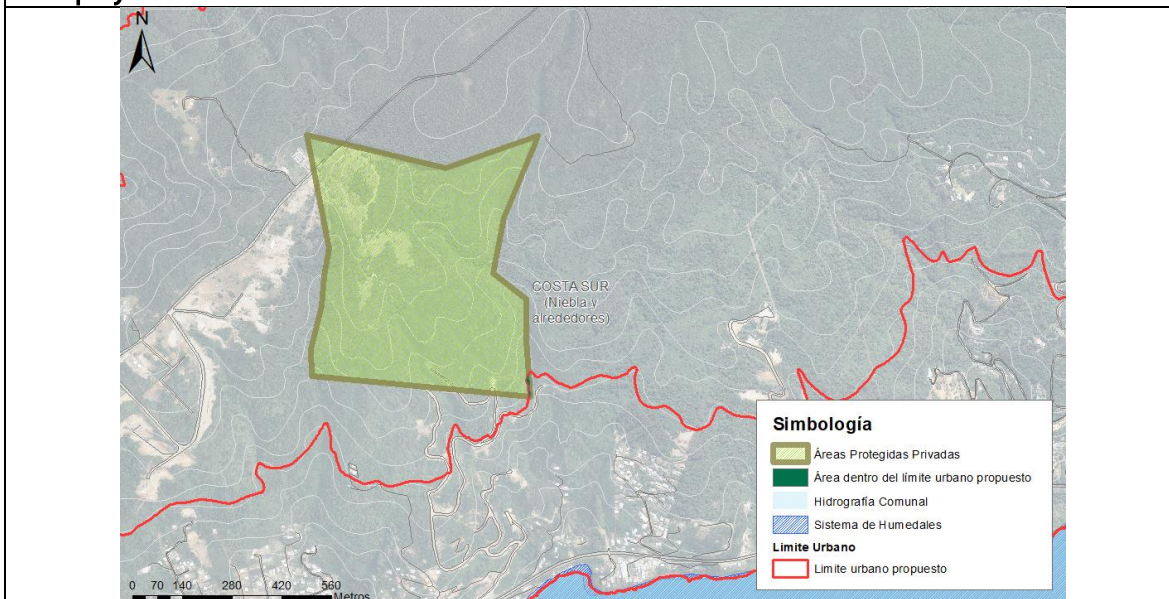 N
COSTA SUR
(Niebla y
alrededores)
Simbología
Áreas Protegidas Privadas
Área dentro del límite urbano propuesto
Hidrografía Comunal
Sistema de Humedales
Limite Urbano
Limite urbano propuesto
0 70 140 280 420 560
Metros